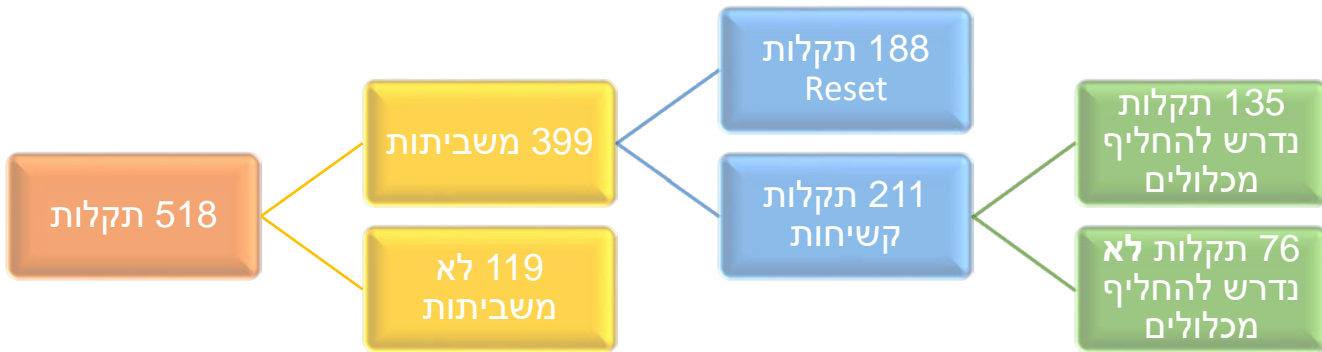 518 תקלות
399 משביתות
119 לא
משביתות
188 תקלות
Reset
211 תקלות
קשיחות
135 תקלות
נדרש להחליף
מכלולים
76 תקלות לא
נדרש להחליף
מכלולים